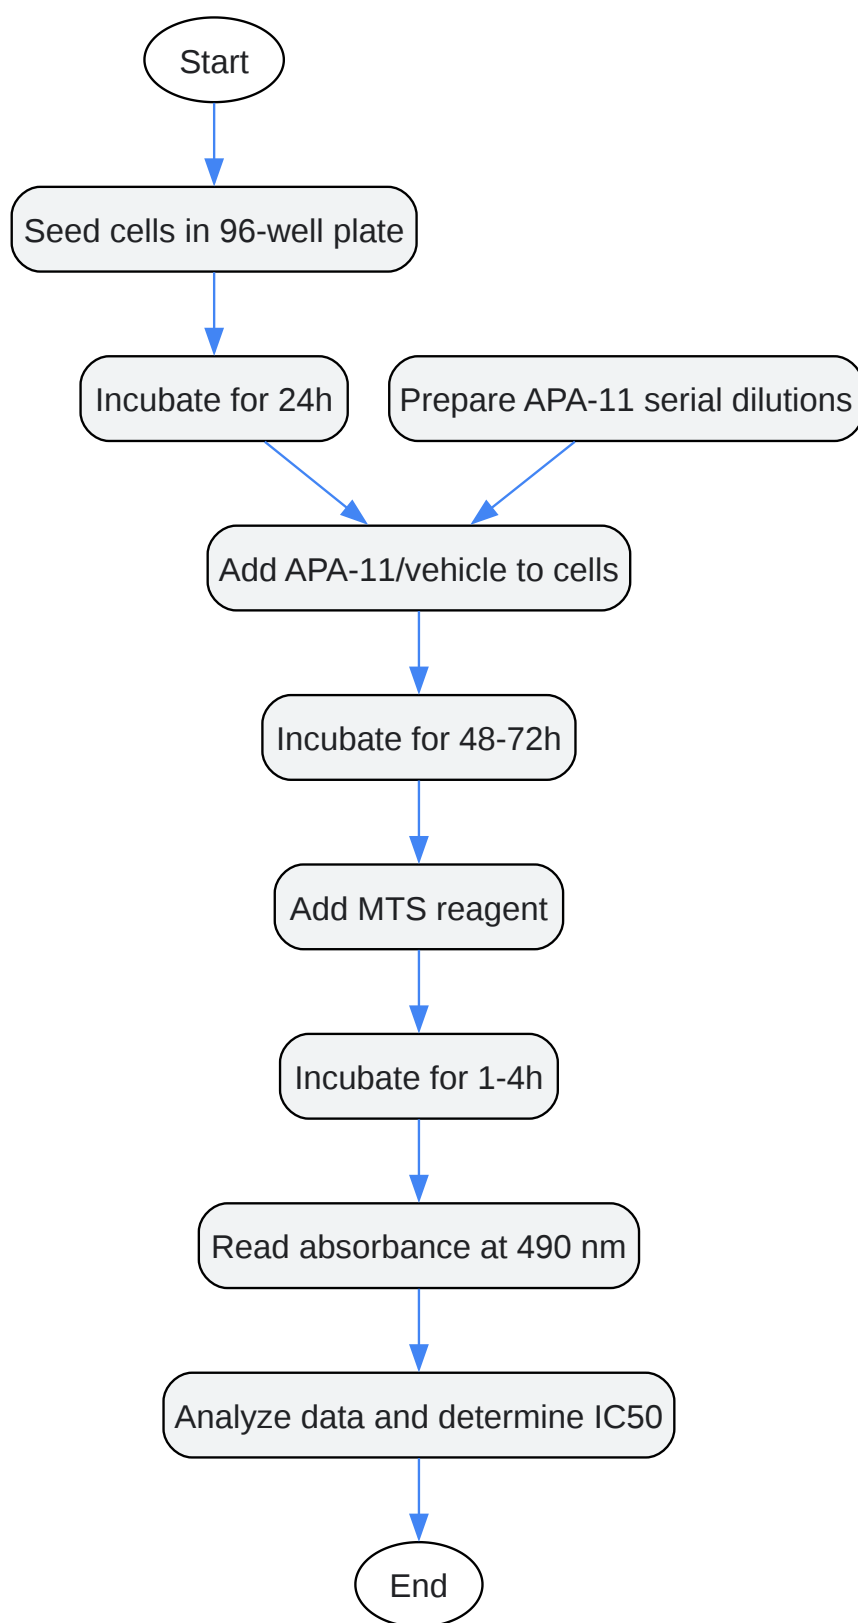 Start
Seed cells in 96-well plate
Incubate for 24h
Prepare APA-11 serial dilutions
Add APA-11/vehicle to cells
Incubate for 48-72h
Add MTS reagent
Incubate for 1-4h
Read absorbance at 490 nm
Analyze data and determine IC50
End